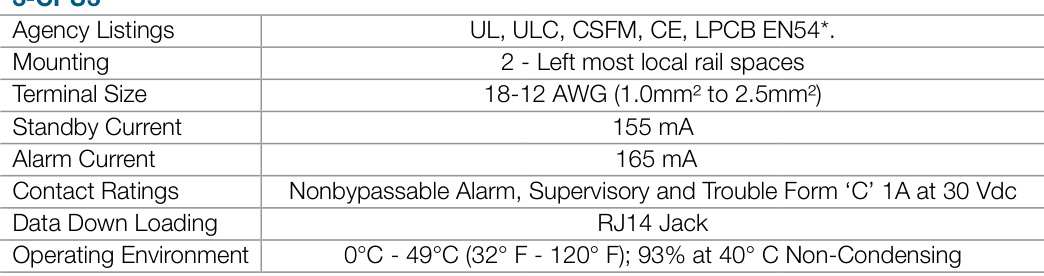 3-CPU3
Agency Listings UL, ULC, CSFM, CE, LPCB EN54*.
Mounting 2 - Left most local rail spaces
Terminal Size 18-12 AWG (1.0mm² to 2.5mm²)
Standby Current 155 mA
Alarm Current 165 mA
Contact Ratings Nonbypassable Alarm, Supervisory and Trouble Form ‘C’ 1A at 30 Vdc
Data Down Loading RJ14 Jack
Operating Environment 0°C - 49°C (32° F - 120° F); 93% at 40° C Non-Condensing